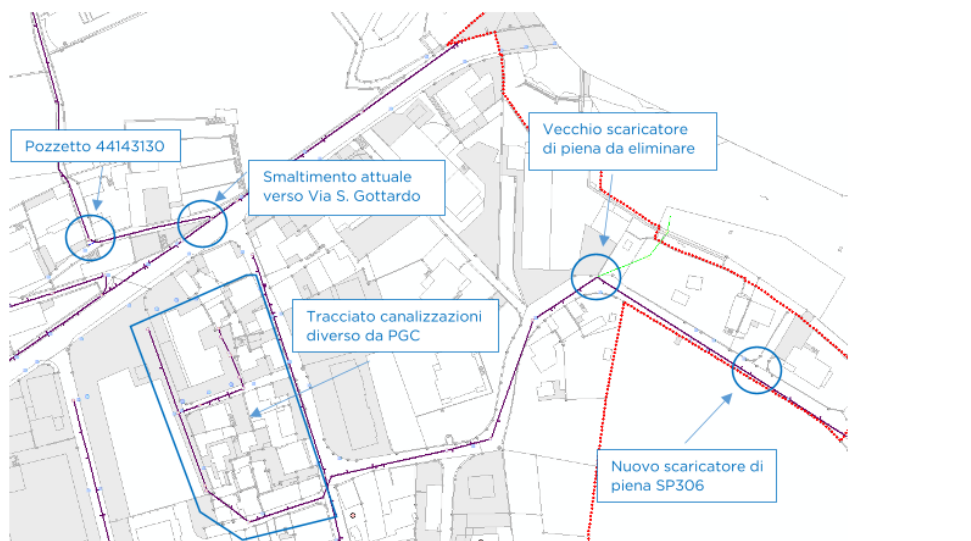 Vecchio scaricatore
di piena da eliminare
Pozzetto 44143130
Smaltimento attuale
verso Via S. Gottardo
Tracciato canalizzazioni
diverso da PGC
Nuovo scaricatore di
piena SP306